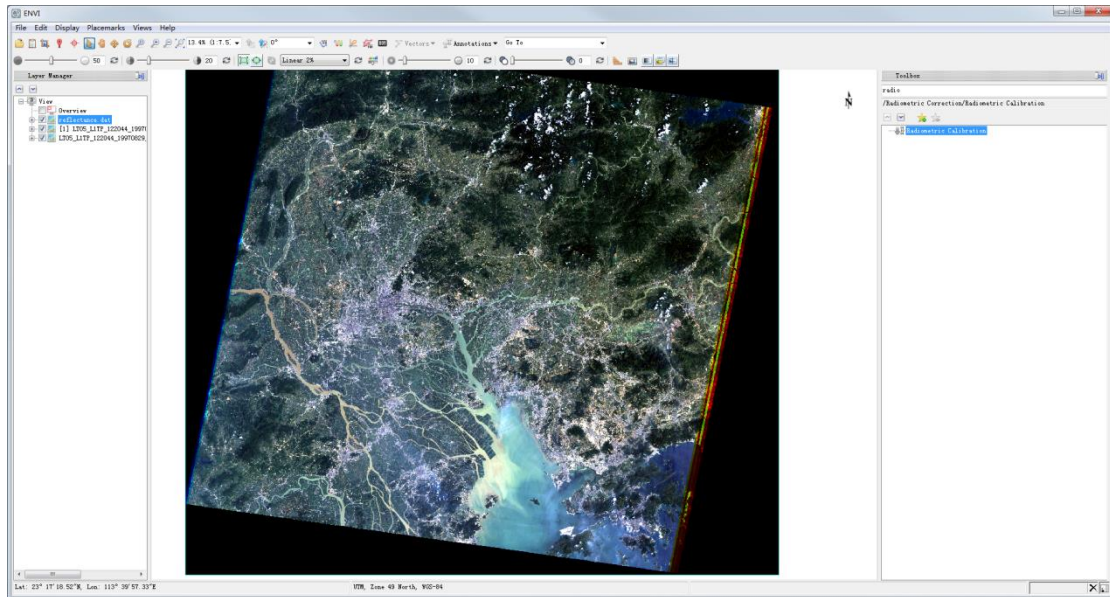 ENVI
File Edit Display Placemarks Views Help
13.4% (1:7.5, 0° Vectors Annotations Go To
50 20 Linear 2% 10 0
Layer Manager
View
Overview
reflectance.dat
[1] LT05_L1TP_122044_1997
LT05_L1TP_122044_19970829_
N
Toolbox
radio
/Radiometric Correction/Radiometric Calibration
Radiometric Calibration
Lat: 23° 17' 18.52"N, Lon: 113° 39' 57.33"E UTM, Zone 49 North, WGS-84